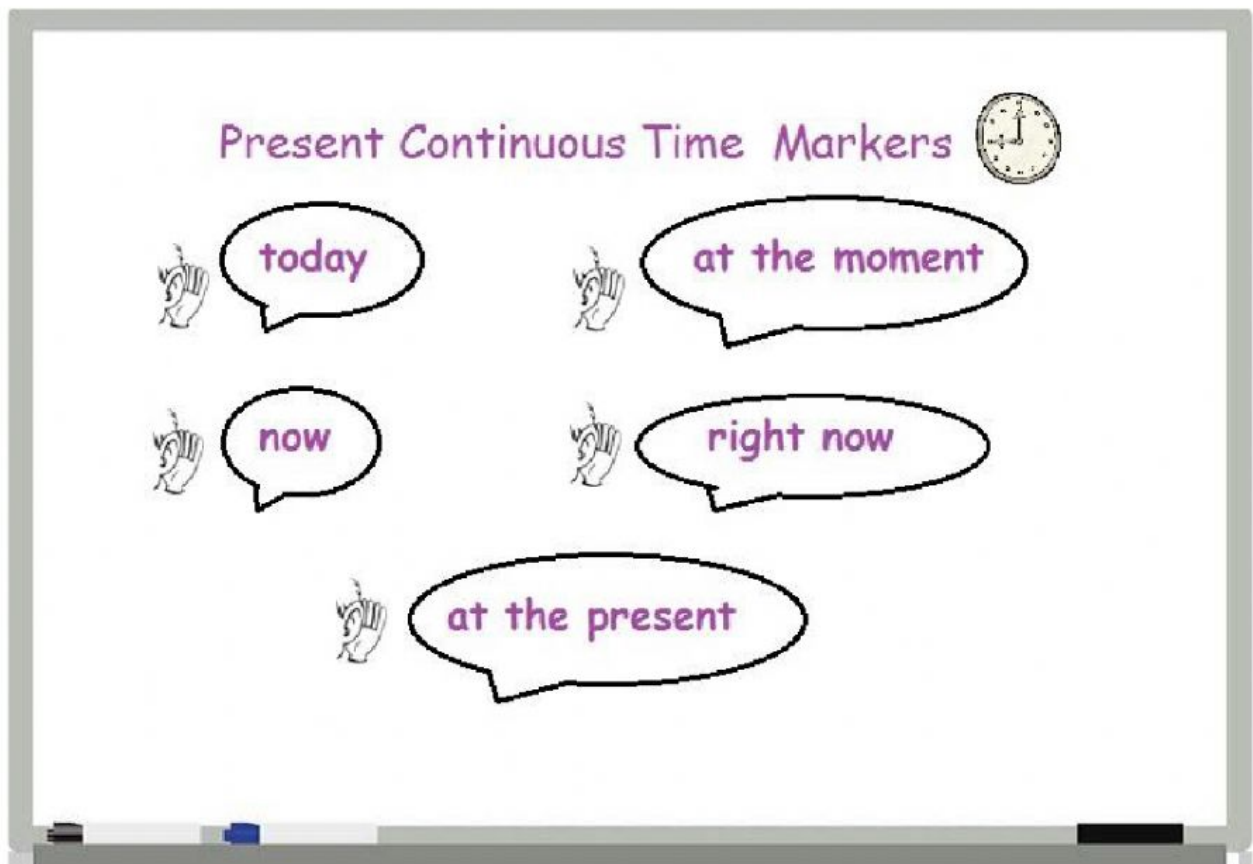 Present Continuous Time Markers
today
at the moment
now
right now
at the present